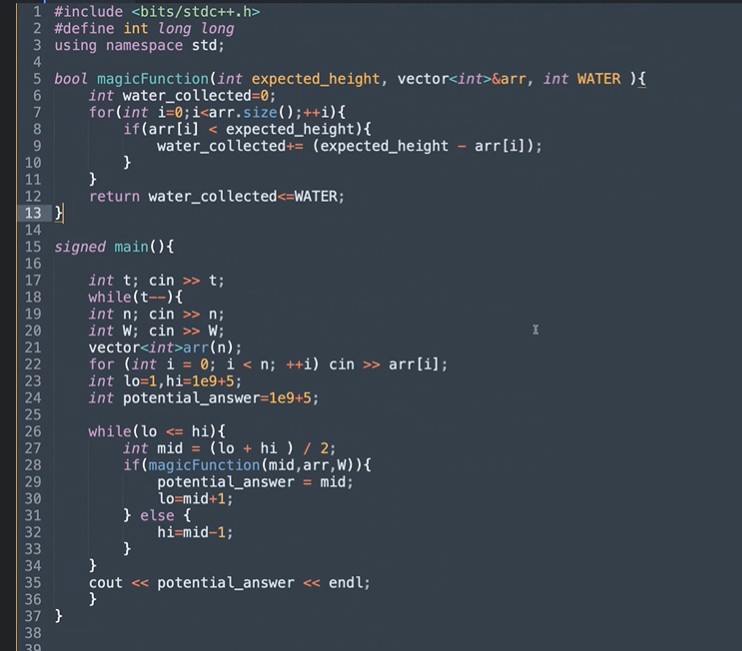 1 #include <bits/stdc++.h>
2 #define int long long
3 using namespace std;
4
5 bool magicFunction(int expected_height, vector<int>&arr, int WATER ){
6 int water_collected=0;
7 for(int i=0;i<arr.size();++i){
8 if(arr[i] < expected_height){
9 water_collected+= (expected_height - arr[i]);
10 }
11 }
12 return water_collected<=WATER;
13 }
14
15 signed main(){
16
17 int t; cin >> t;
18 while(t--){
19 int n; cin >> n;
20 int W; cin >> W;
21 vector<int>arr(n);
22 for (int i = 0; i < n; ++i) cin >> arr[i];
23 int lo=1,hi=1e9+5;
24 int potential_answer=1e9+5;
25
26 while(lo <= hi){
27 int mid = (lo + hi ) / 2;
28 if(magicFunction(mid,arr,W)){
29 potential_answer = mid;
30 lo=mid+1;
31 } else {
32 hi=mid-1;
33 }
34 }
35 cout << potential_answer << endl;
36 }
37 }
38
39